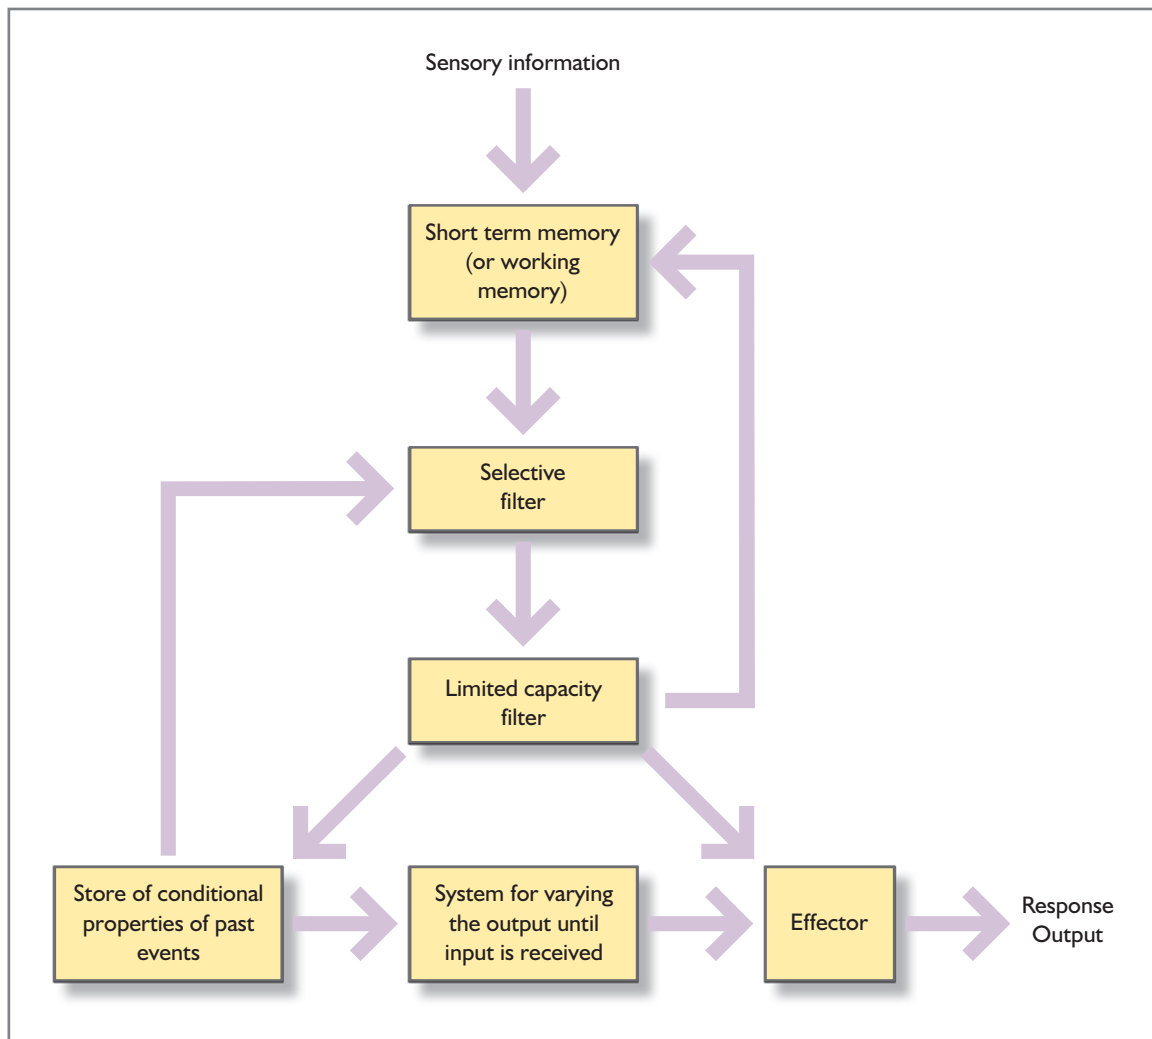 Sensory information
Short term memory
(or working
memory)
Selective
filter
Limited capacity
filter
Store of conditional
properties of past
events
System for varying
the output until
input is received
Effector
Response
Output